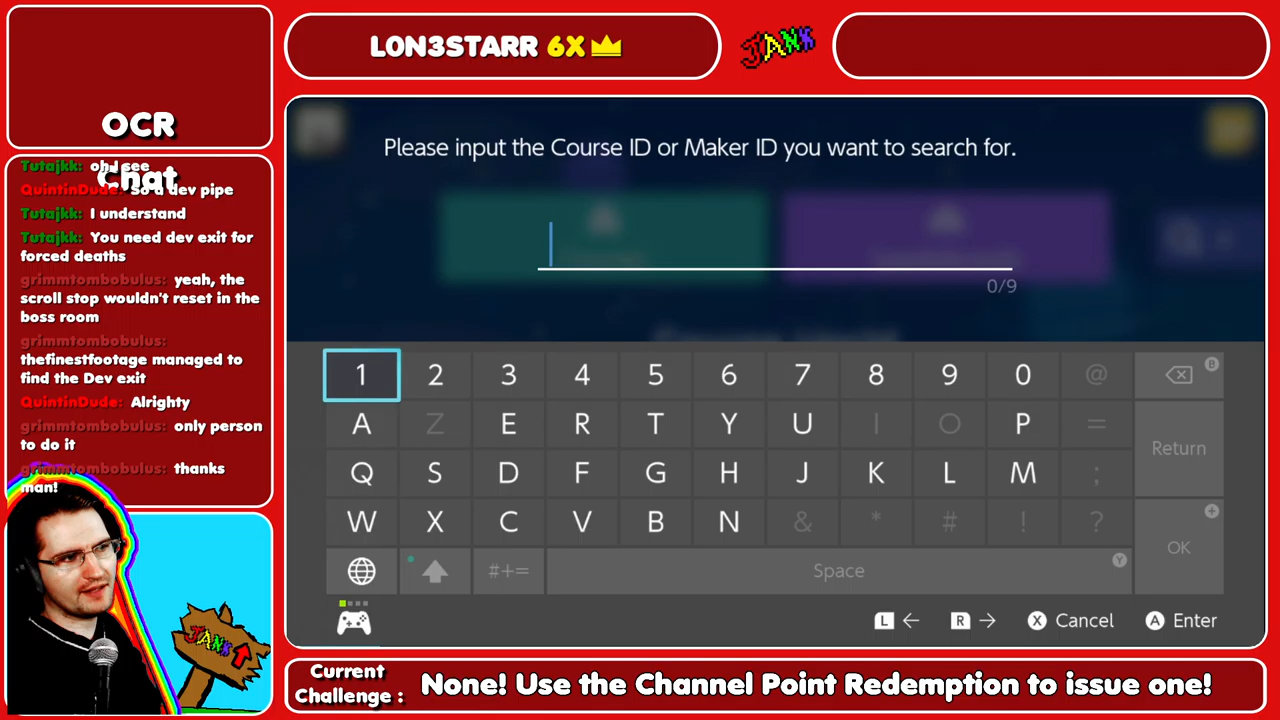 LON3STARR 6X
JANK
OCR
Chat
Tutajkk: oh I see
QuintinDude: So a dev pipe
Tutajkk: I understand
Tutajkk: You need dev exit for
forced deaths
grimmtombobulus: yeah, the
scroll stop wouldn't reset in the
boss room
grimmtombobulus:
thefinestfootage managed to
find the Dev exit
QuintinDude: Alrighty
grimmtombobulus: only person
to do it
grimmtombobulus: thanks
man!
JANK
Please input the Course ID or Maker ID you want to search for.
0/9
1 2 3 4 5 6 7 8 9 0 @ B
A Z E R T Y U I O P =
Return
Q S D F G H J K L M ;
W X C V B N & * # ! ?
OK
#+= Space Y
L ← R → X Cancel A Enter
Current
Challenge :
None! Use the Channel Point Redemption to issue one!